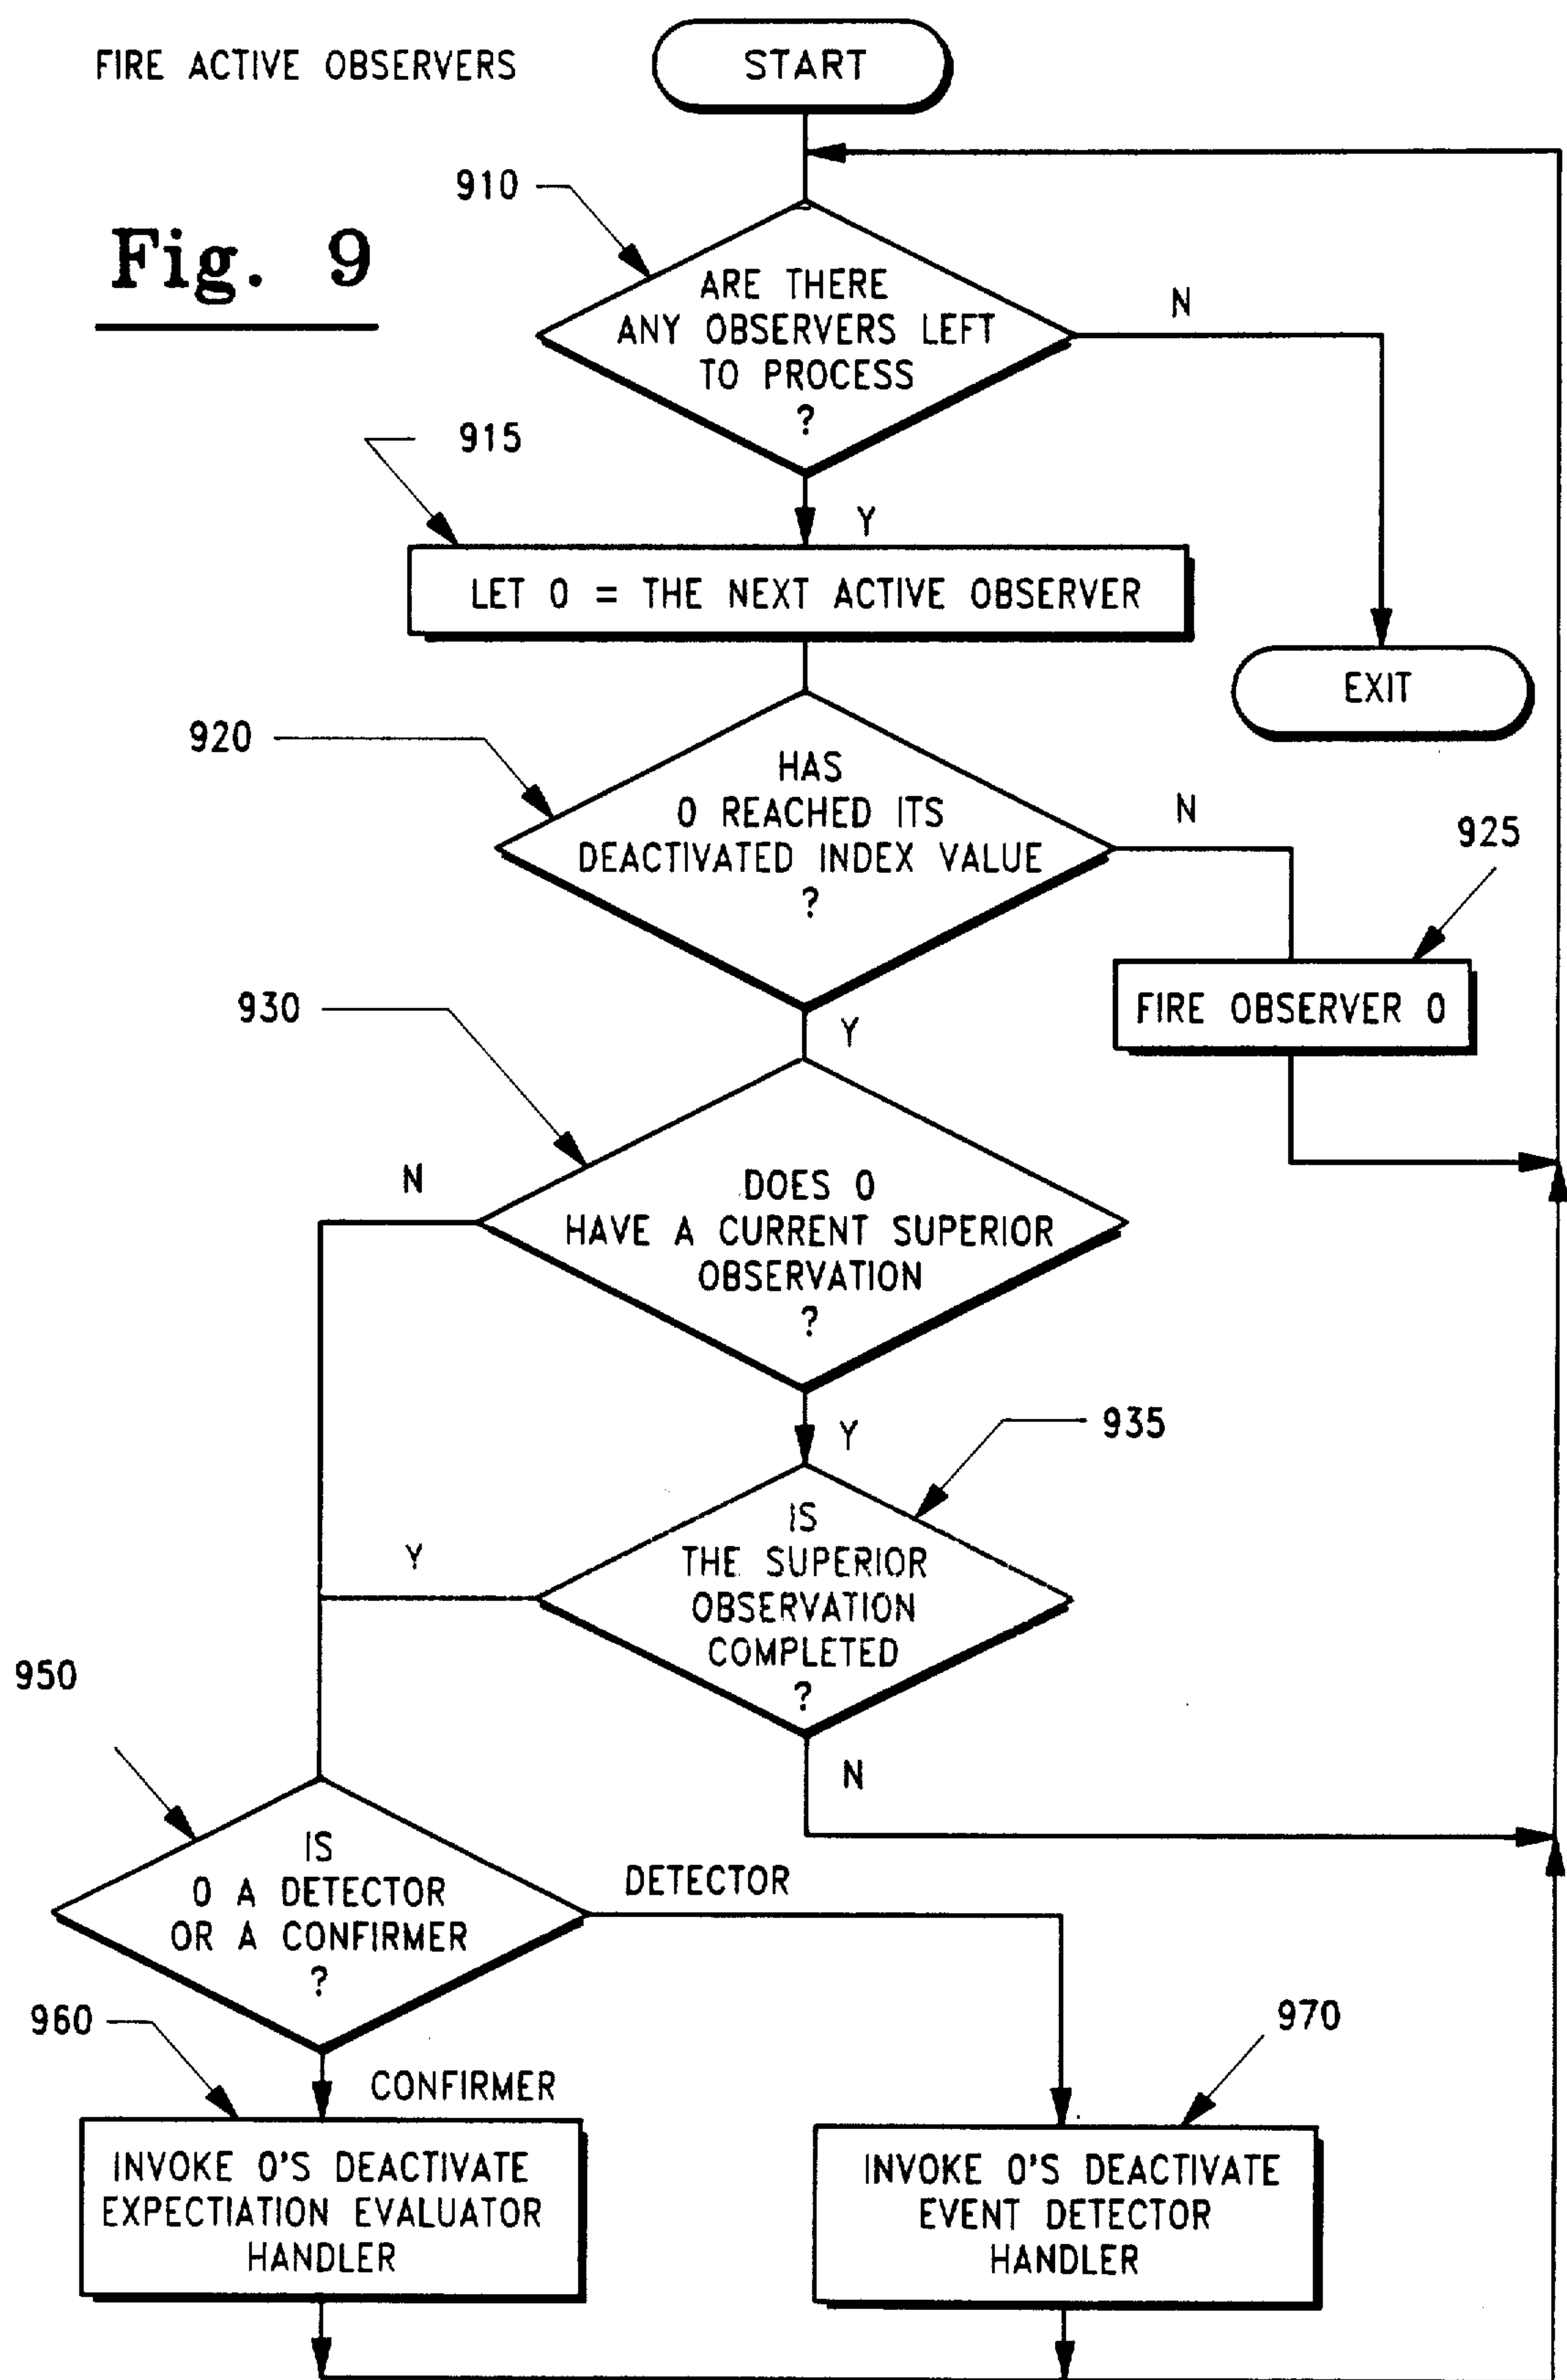 FIRE ACTIVE OBSERVERS
START
910
Fig. 9
ARE THERE
ANY OBSERVERS LEFT
TO PROCESS
?
N
915
Y
LET O = THE NEXT ACTIVE OBSERVER
EXIT
920
HAS
O REACHED ITS
DEACTIVATED INDEX VALUE
?
N
925
930
FIRE OBSERVER O
Y
N
DOES O
HAVE A CURRENT SUPERIOR
OBSERVATION
?
Y
935
IS
THE SUPERIOR
OBSERVATION
COMPLETED
?
Y
950
N
IS
O A DETECTOR
OR A CONFIRMER
?
DETECTOR
960
970
CONFIRMER
INVOKE O'S DEACTIVATE
EXPECTIATION EVALUATOR
HANDLER
INVOKE O'S DEACTIVATE
EVENT DETECTOR
HANDLER